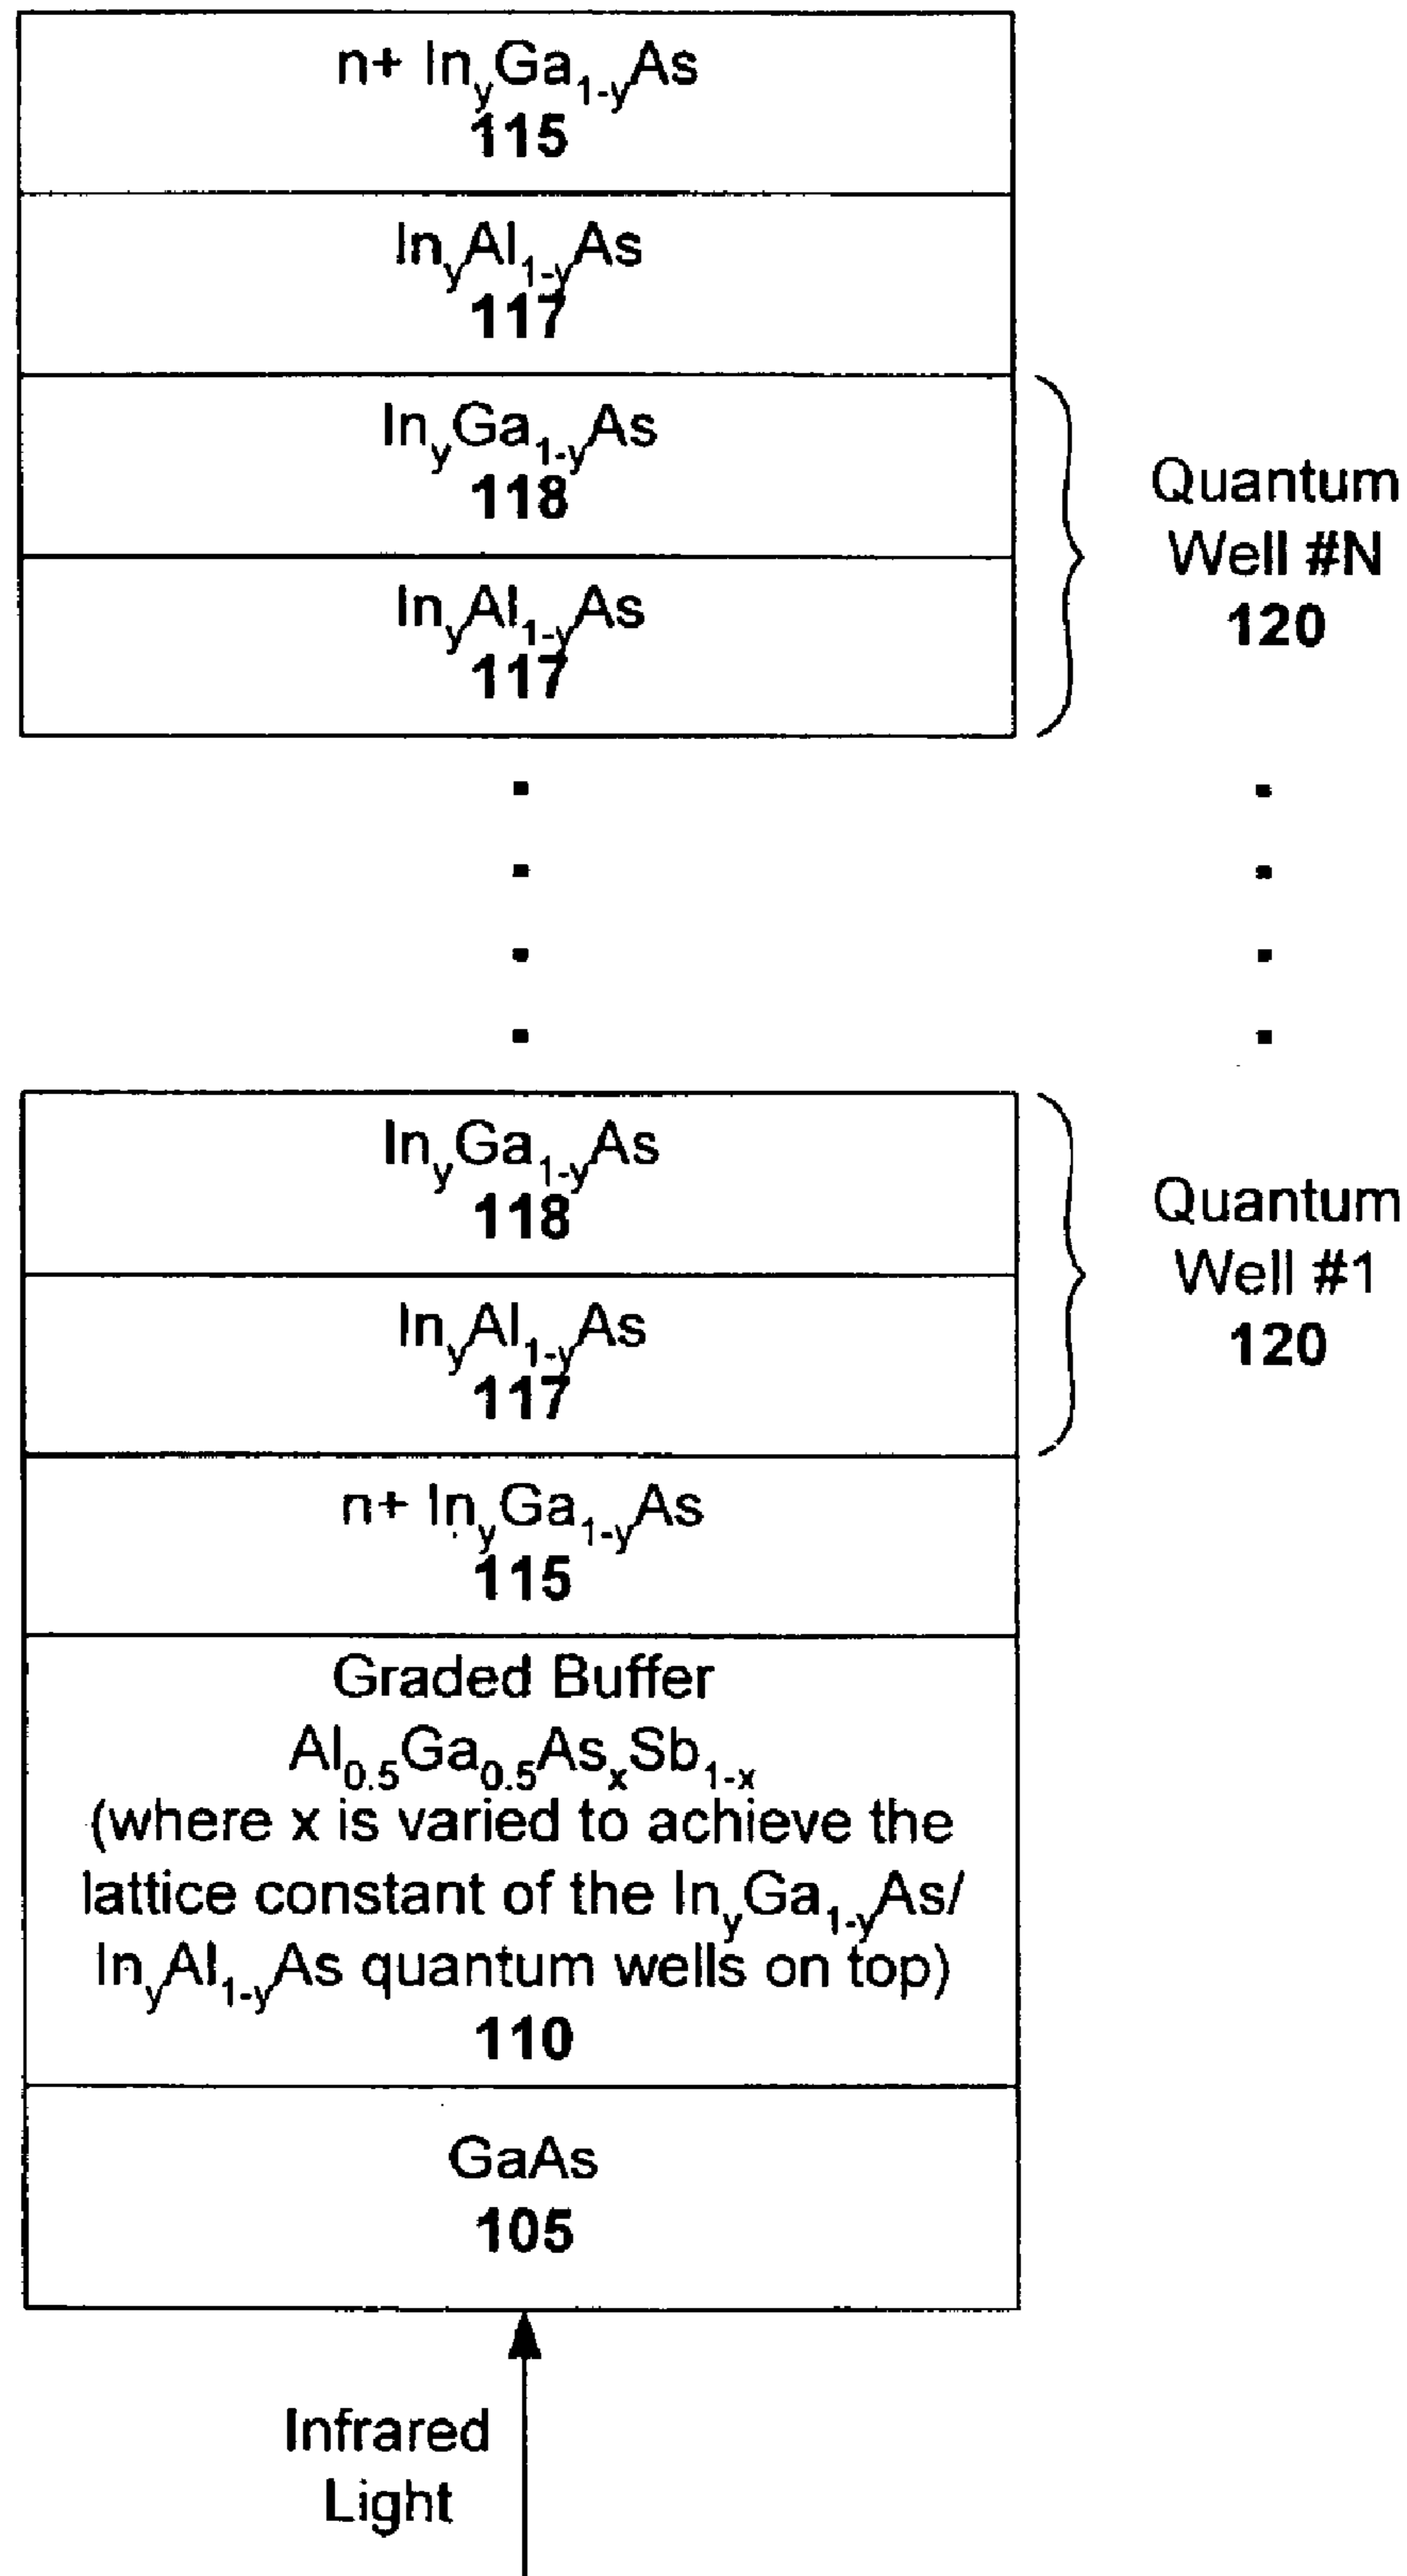 n+ InyGa1-yAs
115
InyAl1-yAs
117
InyGa1-yAs
118
InyAl1-yAs
117
Quantum
Well #N
120
InyGa1-yAs
118
InyAl1-yAs
117
Quantum
Well #1
120
n+ InyGa1-yAs
115
Graded Buffer
Al0.5Ga0.5AsxSb1-x
(where x is varied to achieve the
lattice constant of the InyGa1-yAs/
InyAl1-yAs quantum wells on top)
110
GaAs
105
Infrared
Light